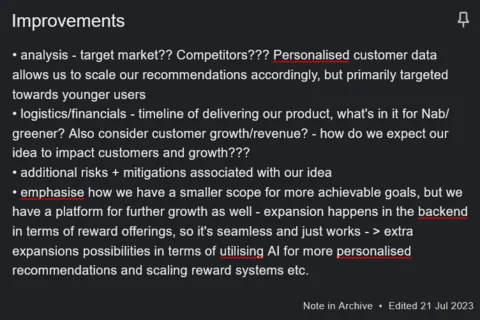 Improvements
• analysis - target market?? Competitors??? Personalised customer data
allows us to scale our recommendations accordingly, but primarily targeted
towards younger users
• logistics/financials - timeline of delivering our product, what's in it for Nab/
greener? Also consider customer growth/revenue? - how do we expect our
idea to impact customers and growth???
• additional risks + mitigations associated with our idea
• emphasise how we have a smaller scope for more achievable goals, but we
have a platform for further growth as well - expansion happens in the backend
in terms of reward offerings, so it's seamless and just works - > extra
expansions possibilities in terms of utilising AI for more personalised
recommendations and scaling reward systems etc.
Note in Archive • Edited 21 Jul 2023